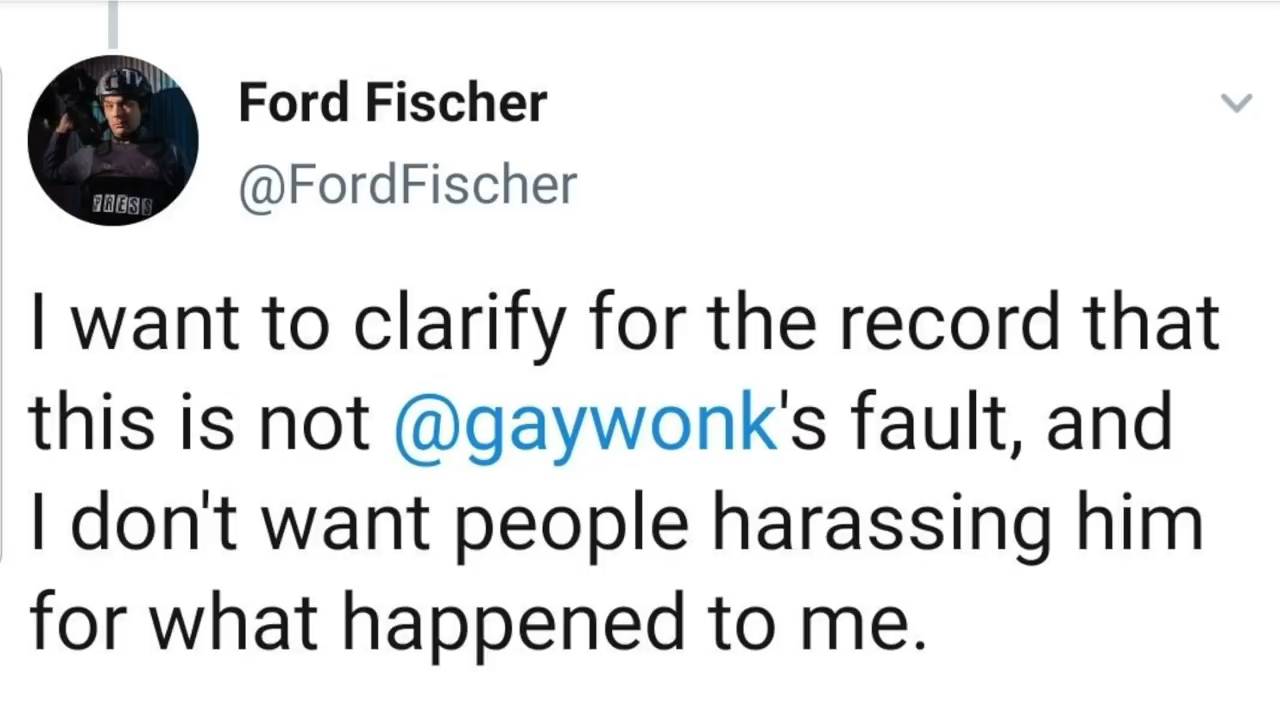 Ford Fischer
@FordFischer
I want to clarify for the record that
this is not @gaywonk's fault, and
I don't want people harassing him
for what happened to me.
PRESS